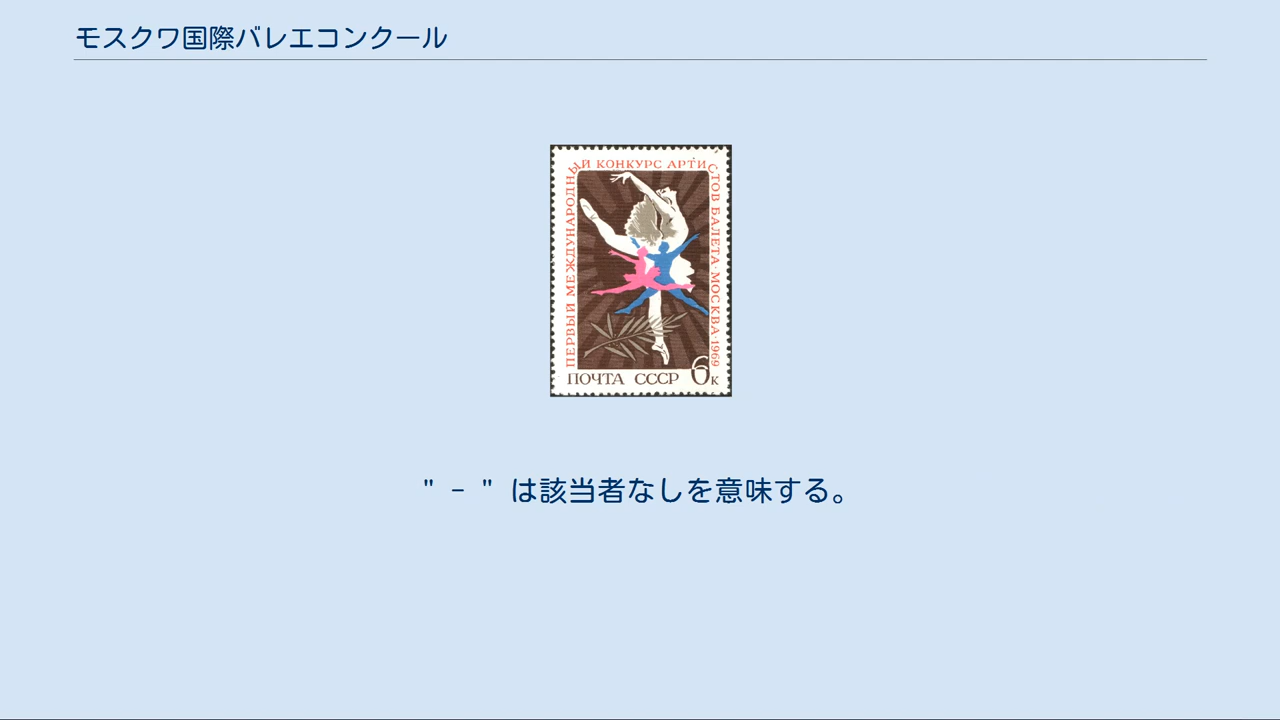 モスクワ国際バレエコンクール
ПЕРВЫЙ МЕЖДУНАРОДНЫЙ КОНКУРС АРТИСТОВ БАЛЕТА · МОСКВА · 1969
ПОЧТА СССР 6к
" - " は該当者なしを意味する。